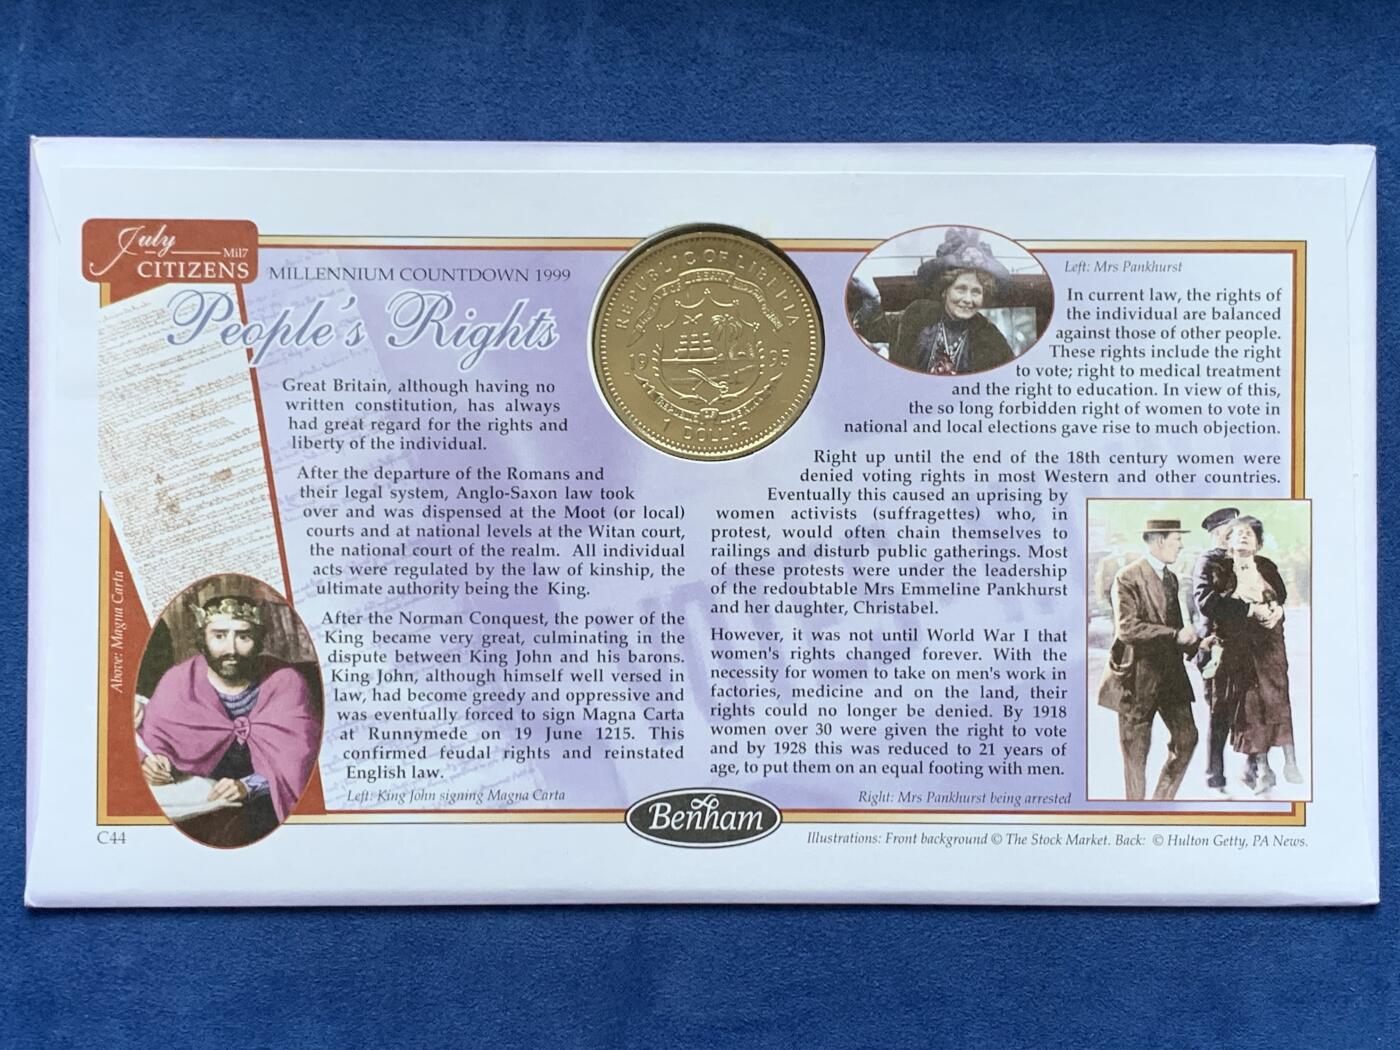 July
Mil7
CITIZENS
MILLENNIUM COUNTDOWN 1999
People's Rights
Great Britain, although having no
written constitution, has always
had great regard for the rights and
liberty of the individual.
After the departure of the Romans and
their legal system, Anglo-Saxon law took
over and was dispensed at the Moot (or local)
courts and at national levels at the Witan court,
the national court of the realm. All individual
acts were regulated by the law of kinship, the
ultimate authority being the King.
After the Norman Conquest, the power of the
King became very great, culminating in the
dispute between King John and his barons.
King John, although himself well versed in
law, had become greedy and oppressive and
was eventually forced to sign Magna Carta
at Runnymede on 19 June 1215. This
confirmed feudal rights and reinstated
English law.
Left: King John signing Magna Carta
Above: Magna Carta
C44
REPUBLIC OF LIBERIA
1995
1 DOLLAR
Left: Mrs Pankhurst
In current law, the rights of
the individual are balanced
against those of other people.
These rights include the right
to vote; right to medical treatment
and the right to education. In view of this,
the so long forbidden right of women to vote in
national and local elections gave rise to much objection.
Right up until the end of the 18th century women were
denied voting rights in most Western and other countries.
Eventually this caused an uprising by
women activists (suffragettes) who, in
protest, would often chain themselves to
railings and disturb public gatherings. Most
of these protests were under the leadership
of the redoubtable Mrs Emmeline Pankhurst
and her daughter, Christabel.
However, it was not until World War I that
women's rights changed forever. With the
necessity for women to take on men's work in
factories, medicine and on the land, their
rights could no longer be denied. By 1918
women over 30 were given the right to vote
and by 1928 this was reduced to 21 years of
age, to put them on an equal footing with men.
Right: Mrs Pankhurst being arrested
Benham
Illustrations: Front background © The Stock Market. Back: © Hulton Getty, PA News.